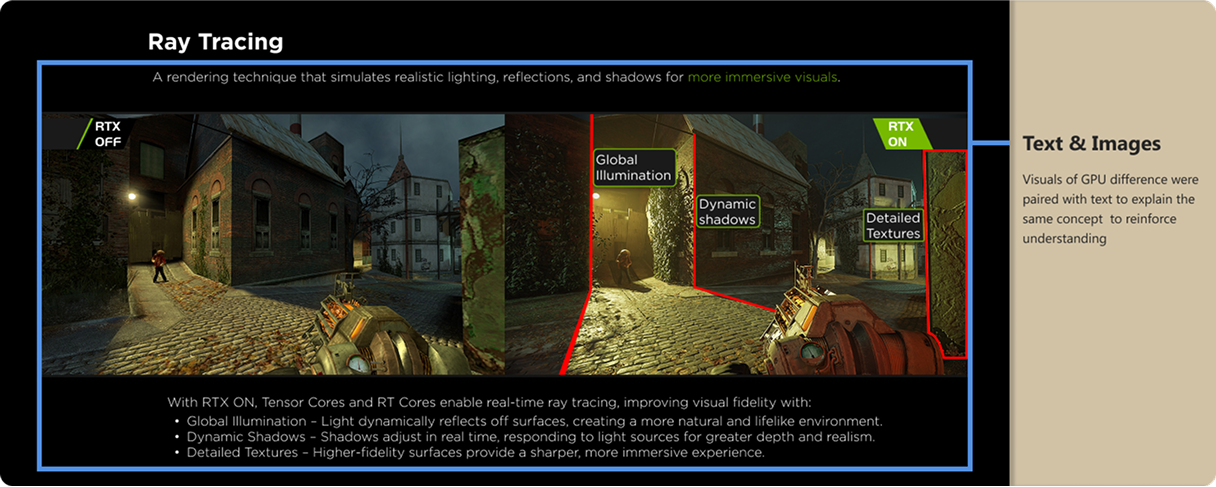 Ray Tracing
A rendering technique that simulates realistic lighting, reflections, and shadows for more immersive visuals.
RTX
OFF
RTX
ON
Global
Illumination
Dynamic
shadows
Detailed
Textures
With RTX ON, Tensor Cores and RT Cores enable real-time ray tracing, improving visual fidelity with:
• Global Illumination – Light dynamically reflects off surfaces, creating a more natural and lifelike environment.
• Dynamic Shadows – Shadows adjust in real time, responding to light sources for greater depth and realism.
• Detailed Textures – Higher-fidelity surfaces provide a sharper, more immersive experience.
Text & Images
Visuals of GPU difference were
paired with text to explain the
same concept to reinforce
understanding